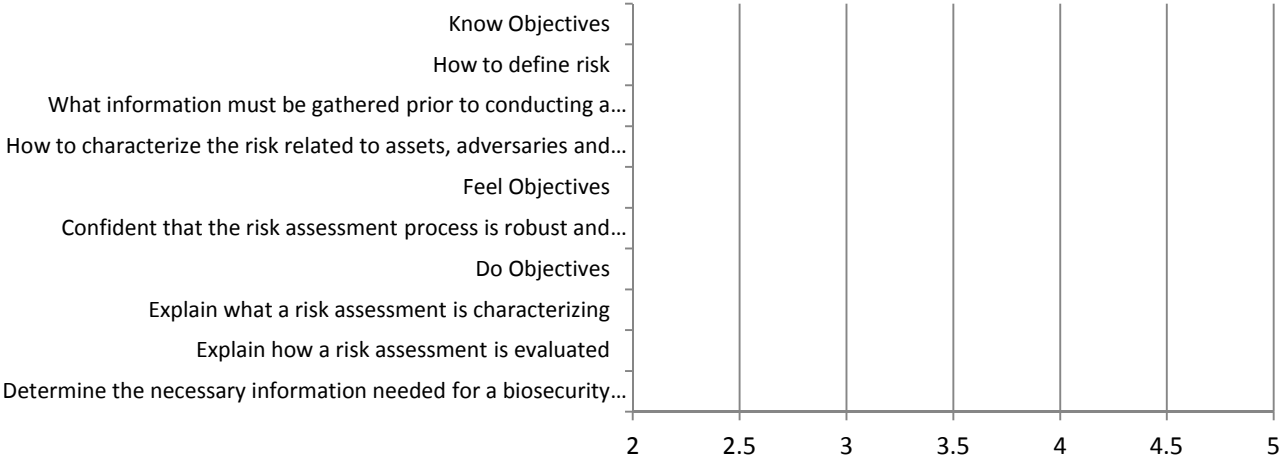 Know Objectives
How to define risk
What information must be gathered prior to conducting a…
How to characterize the risk related to assets, adversaries and…
Feel Objectives
Confident that the risk assessment process is robust and…
Do Objectives
Explain what a risk assessment is characterizing
Explain how a risk assessment is evaluated
Determine the necessary information needed for a biosecurity…
2 2.5 3 3.5 4 4.5 5